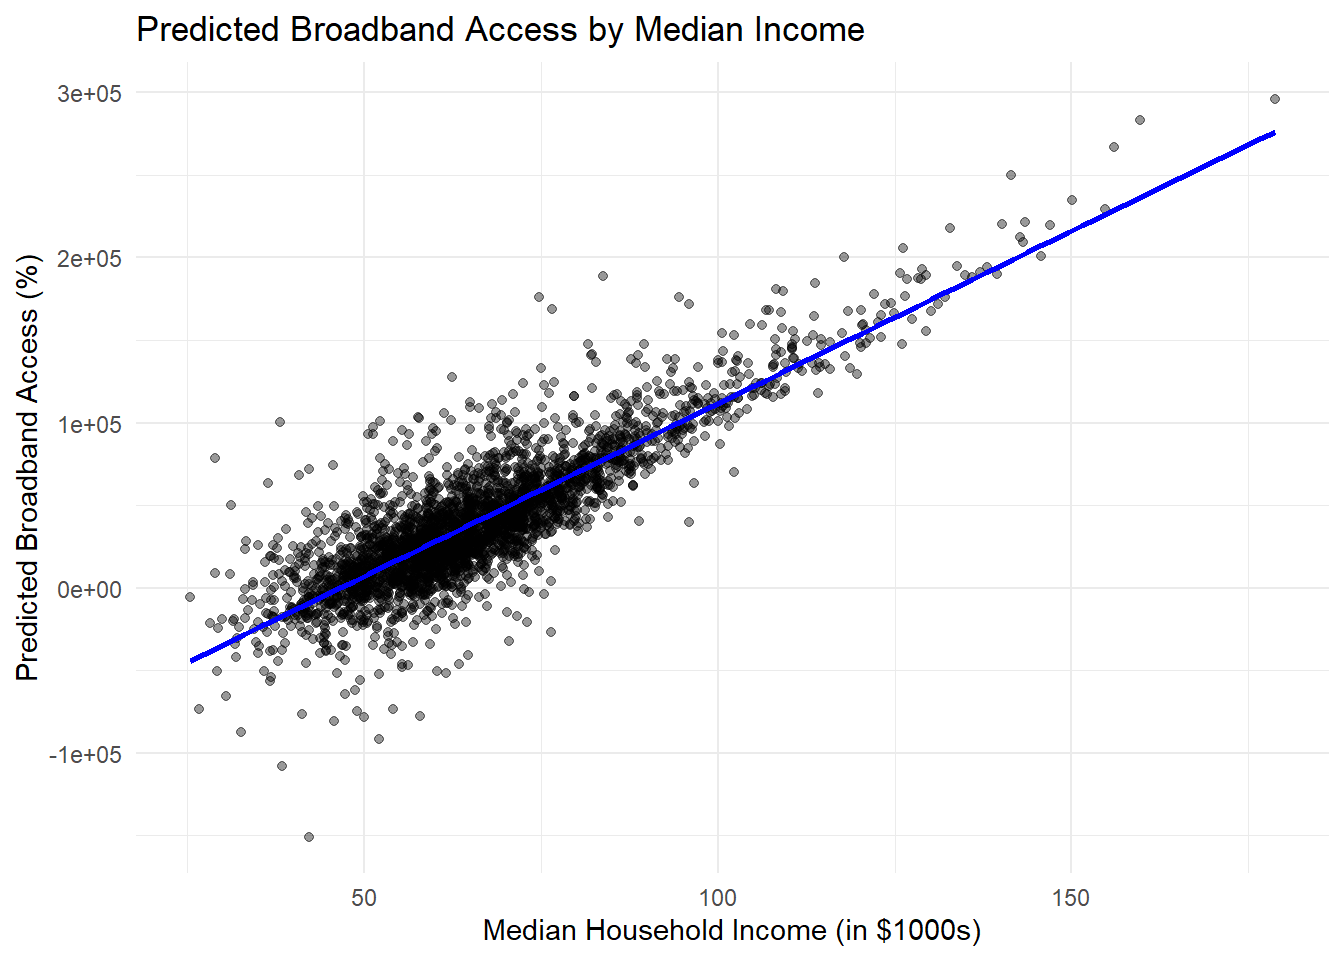 Predicted Broadband Access by Median Income
Predicted Broadband Access (%)
3e+05
2e+05
1e+05
0e+00
-1e+05
50 100 150
Median Household Income (in $1000s)